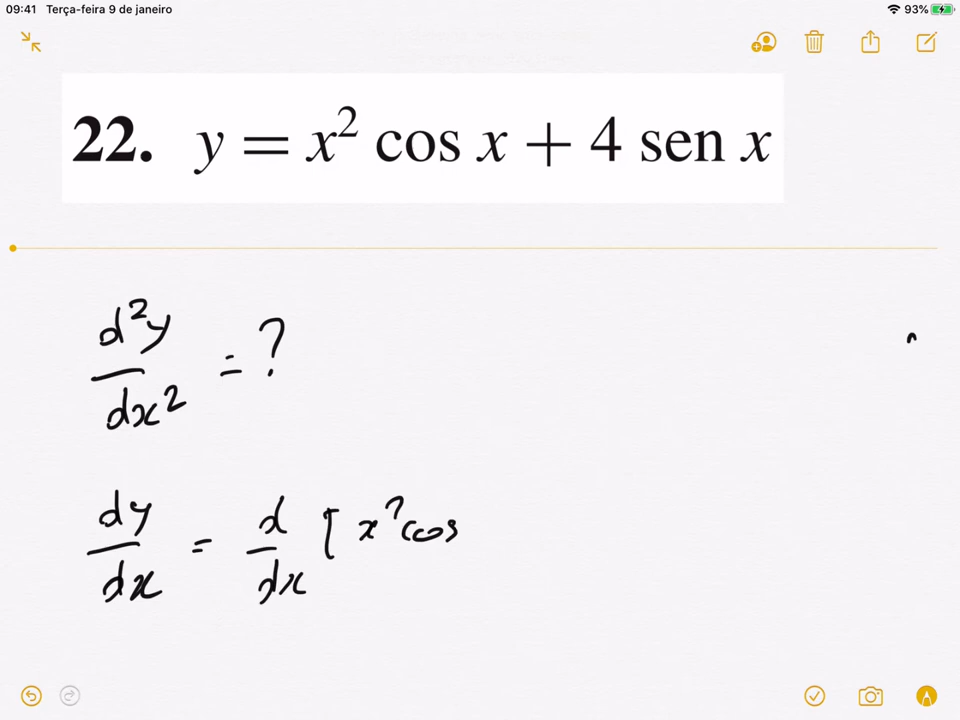 09:41 Terça-feira 9 de janeiro 93%
22. y = x² cos x + 4 sen x
d²y/dx² = ?
dy/dx = d/dx [ x² cos